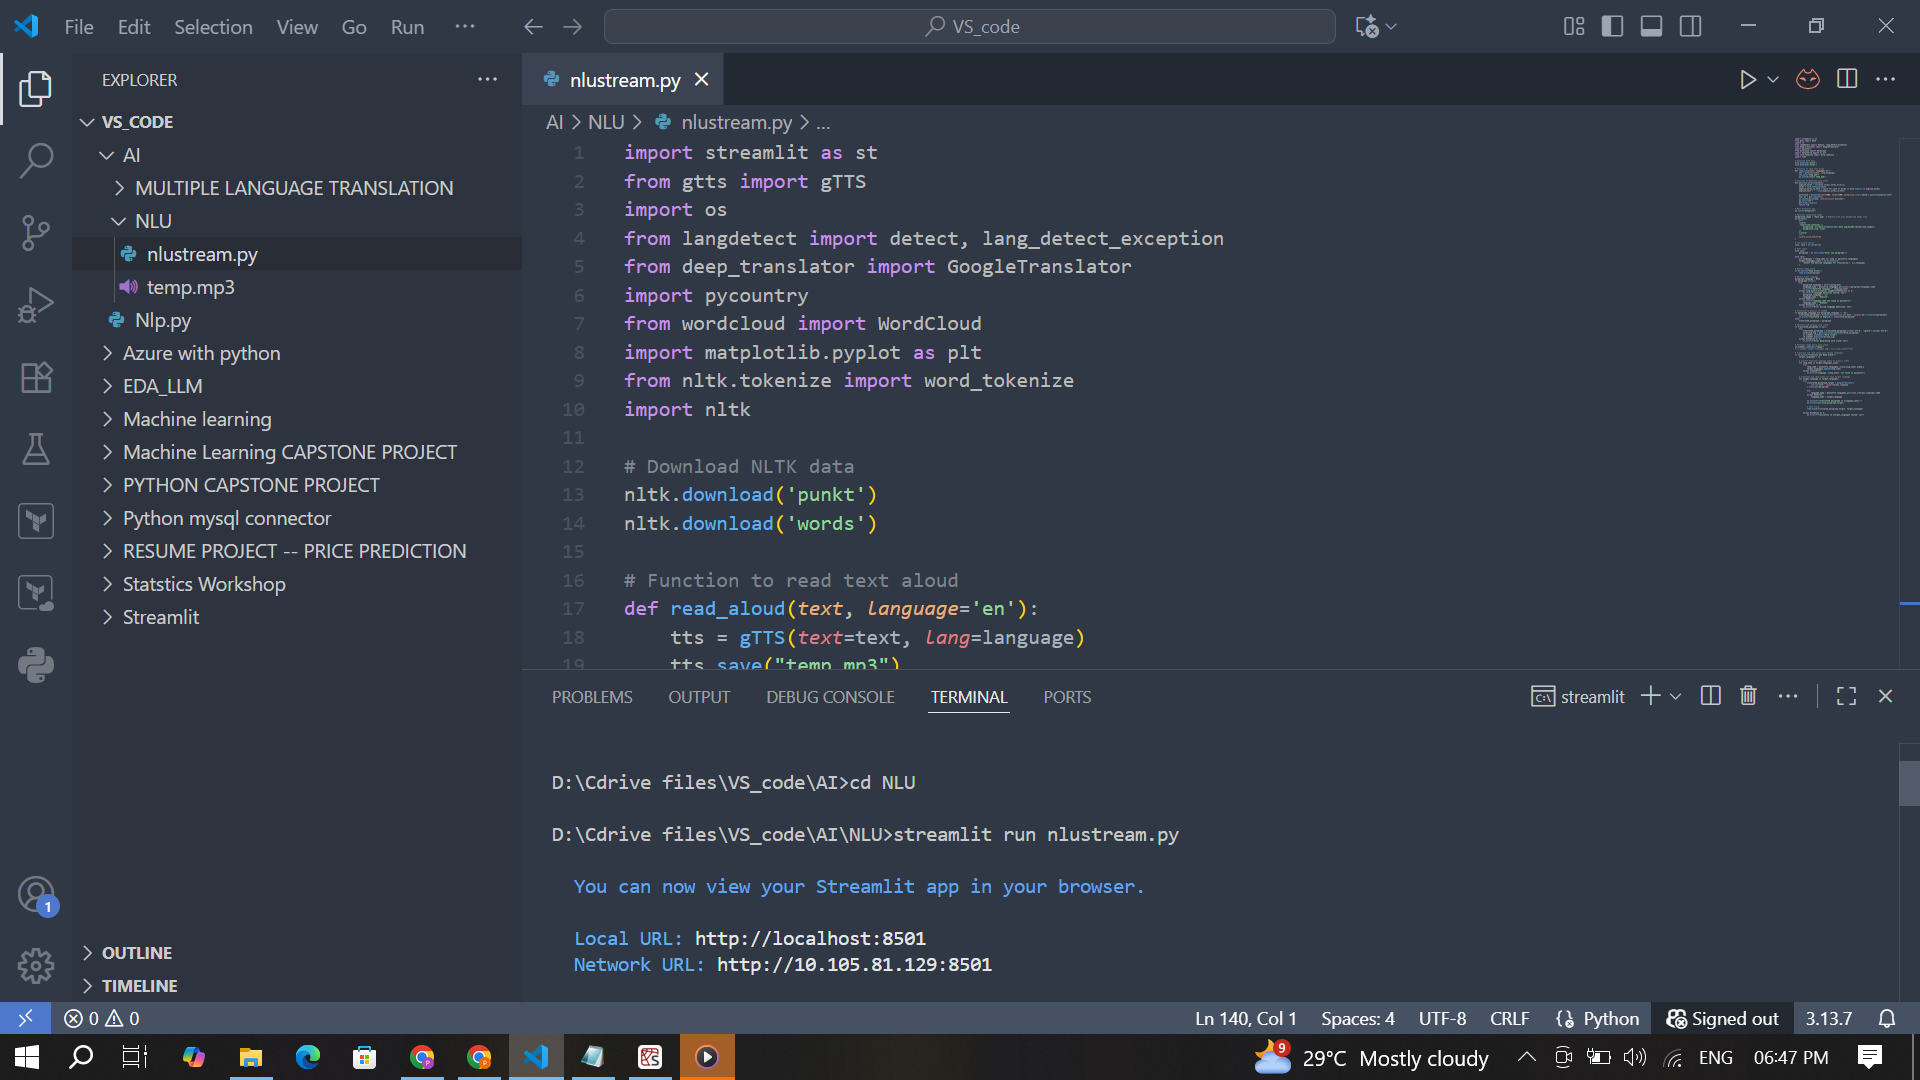 File Edit Selection View Go Run ···
VS_code
EXPLORER
VS_CODE
AI
MULTIPLE LANGUAGE TRANSLATION
NLU
nlustream.py
temp.mp3
Nlp.py
Azure with python
EDA_LLM
Machine learning
Machine Learning CAPSTONE PROJECT
PYTHON CAPSTONE PROJECT
Python mysql connector
RESUME PROJECT -- PRICE PREDICTION
Statstics Workshop
Streamlit
OUTLINE
TIMELINE
nlustream.py
AI > NLU > nlustream.py > ...
1 import streamlit as st
2 from gtts import gTTS
3 import os
4 from langdetect import detect, lang_detect_exception
5 from deep_translator import GoogleTranslator
6 import pycountry
7 from wordcloud import WordCloud
8 import matplotlib.pyplot as plt
9 from nltk.tokenize import word_tokenize
10 import nltk
11
12 # Download NLTK data
13 nltk.download('punkt')
14 nltk.download('words')
15
16 # Function to read text aloud
17 def read_aloud(text, language='en'):
18 tts = gTTS(text=text, lang=language)
19 tts.save("temp.mp3")
PROBLEMS OUTPUT DEBUG CONSOLE TERMINAL PORTS
streamlit
D:\Cdrive files\VS_code\AI>cd NLU
D:\Cdrive files\VS_code\AI\NLU>streamlit run nlustream.py
You can now view your Streamlit app in your browser.
Local URL: http://localhost:8501
Network URL: http://10.105.81.129:8501
1
0 0
Ln 140, Col 1 Spaces: 4 UTF-8 CRLF Python Signed out 3.13.7
9 29°C Mostly cloudy ENG 06:47 PM